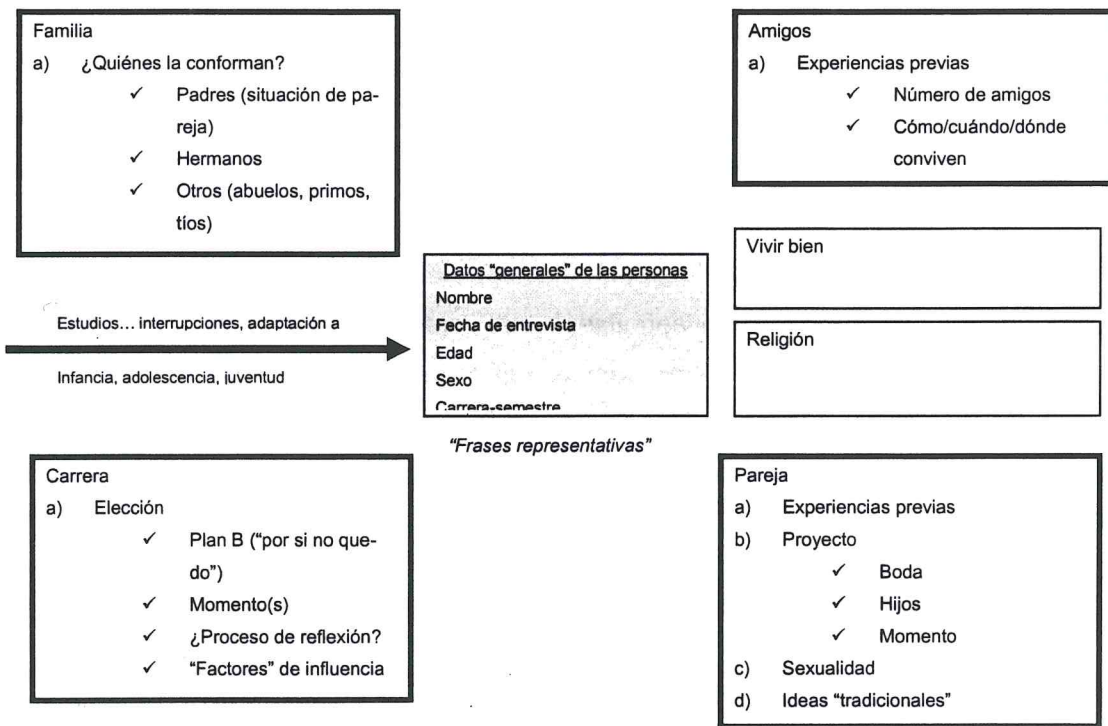 Familia
a) ¿Quiénes la conforman?
✓ Padres (situación de pa-
reja)
✓ Hermanos
✓ Otros (abuelos, primos,
tíos)
Amigos
a) Experiencias previas
✓ Número de amigos
✓ Cómo/cuándo/dónde
conviven
Estudios... interrupciones, adaptación a
Infancia, adolescencia, juventud
Datos "generales" de las personas
Nombre
Fecha de entrevista
Edad
Sexo
Carrera-semestre
"Frases representativas"
Vivir bien
Religión
Carrera
a) Elección
✓ Plan B ("por si no que-
do")
✓ Momento(s)
✓ ¿Proceso de reflexión?
✓ "Factores" de influencia
Pareja
a) Experiencias previas
b) Proyecto
✓ Boda
✓ Hijos
✓ Momento
c) Sexualidad
d) Ideas "tradicionales"